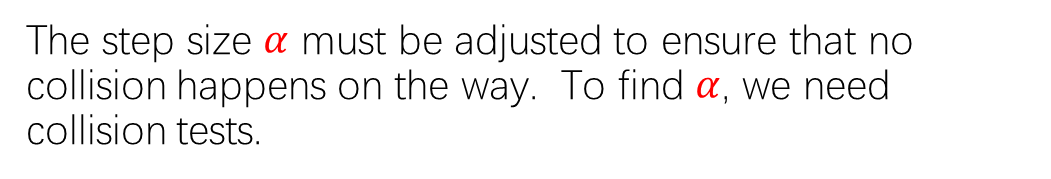 The step size α must be adjusted to ensure that no
collision happens on the way.  To find α, we need
collision tests.